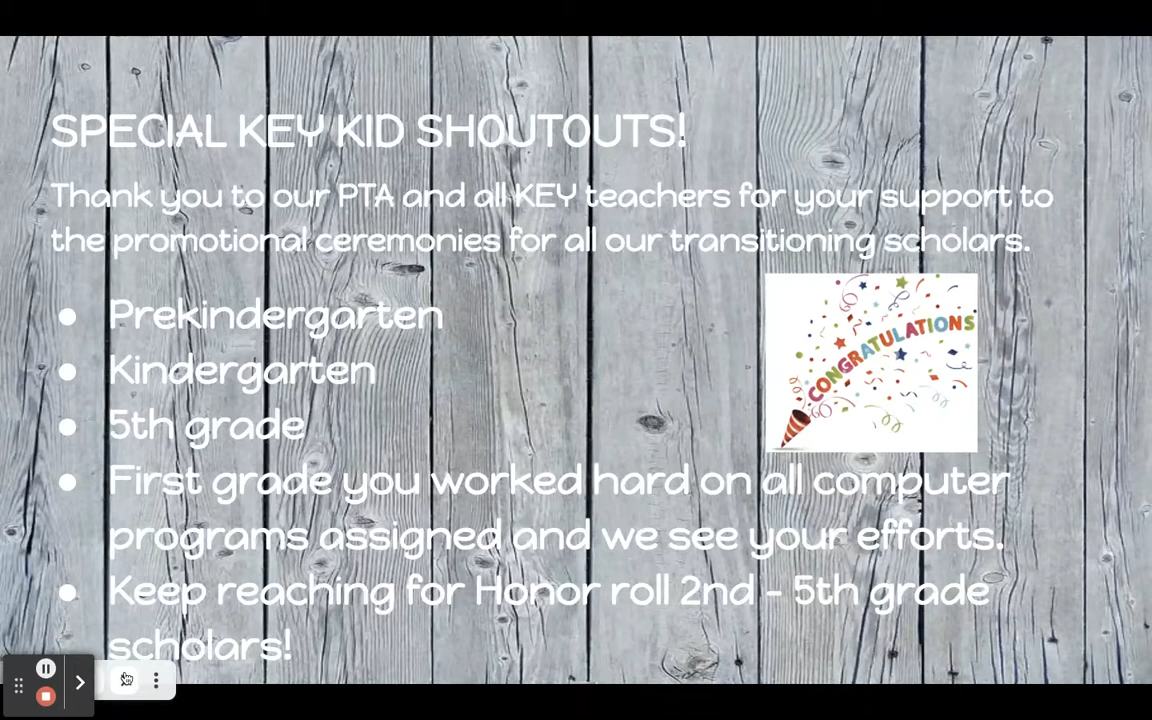 SPECIAL KEY KID SHOUTOUTS!
Thank you to our PTA and all KEY teachers for your support to
the promotional ceremonies for all our transitioning scholars.
● Prekindergarten
● Kindergarten
● 5th grade
CONGRATULATIONS
● First grade you worked hard on all computer
programs assigned and we see your efforts.
● Keep reaching for Honor roll 2nd - 5th grade
scholars!